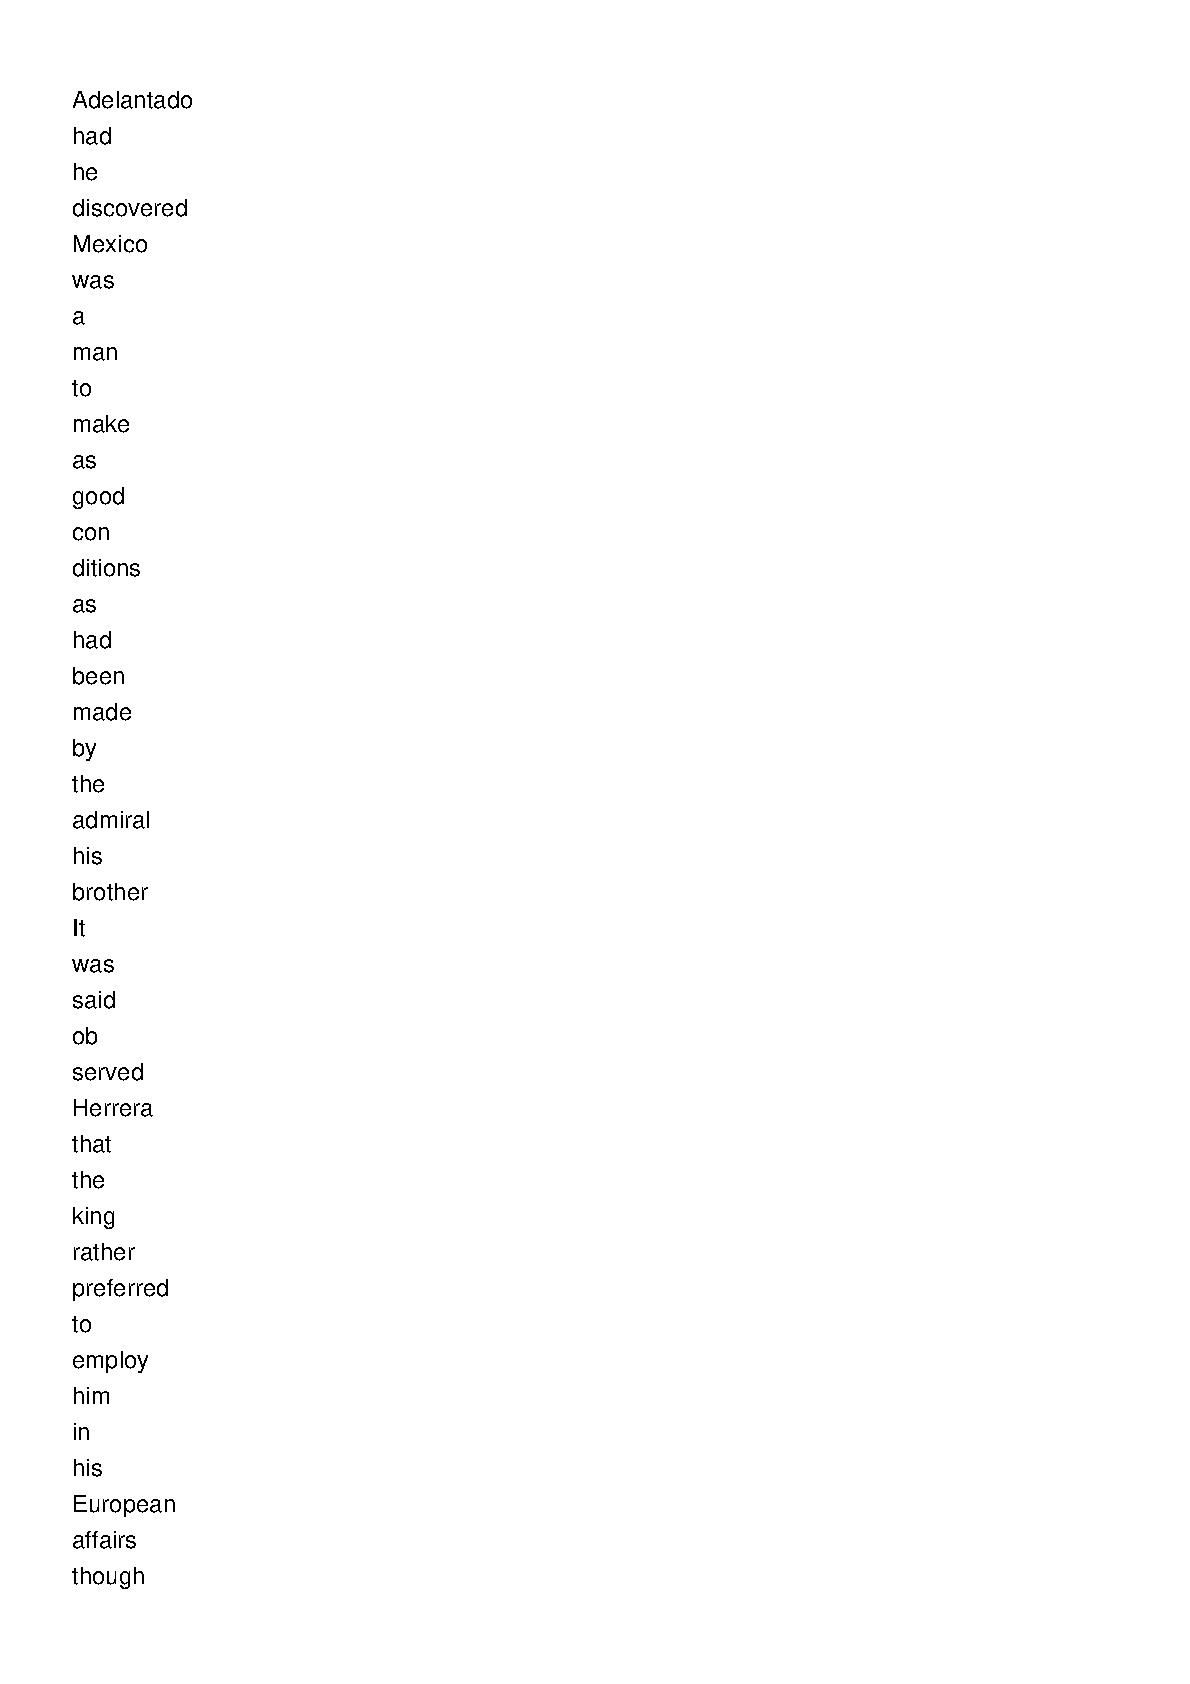 Adelantado
had
he
discovered
Mexico
was
a
man
to
make
as
good
con
ditions
as
had
been
made
by
the
admiral
his
brother
It
was
said
ob
served
Herrera
that
the
king
rather
preferred
to
employ
him
in
his
European
affairs
though